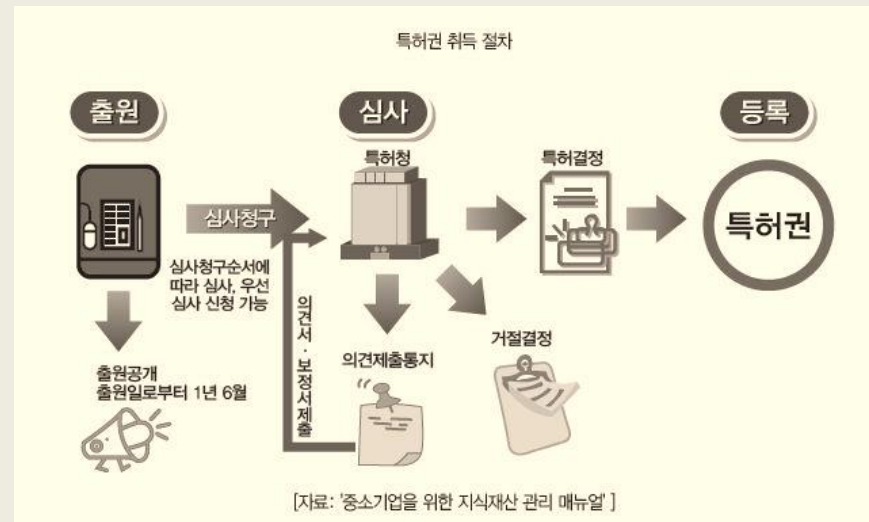 특허권 취득 절차
출원
심사
등록
특허청
특허결정
심사청구
특허권
심사청구순서에
따라 심사, 우선
심사 신청 가능
의견서·보정서제출
의견제출통지
거절결정
출원공개
출원일로부터 1년 6월
[자료: '중소기업을 위한 지식재산 관리 매뉴얼' ]